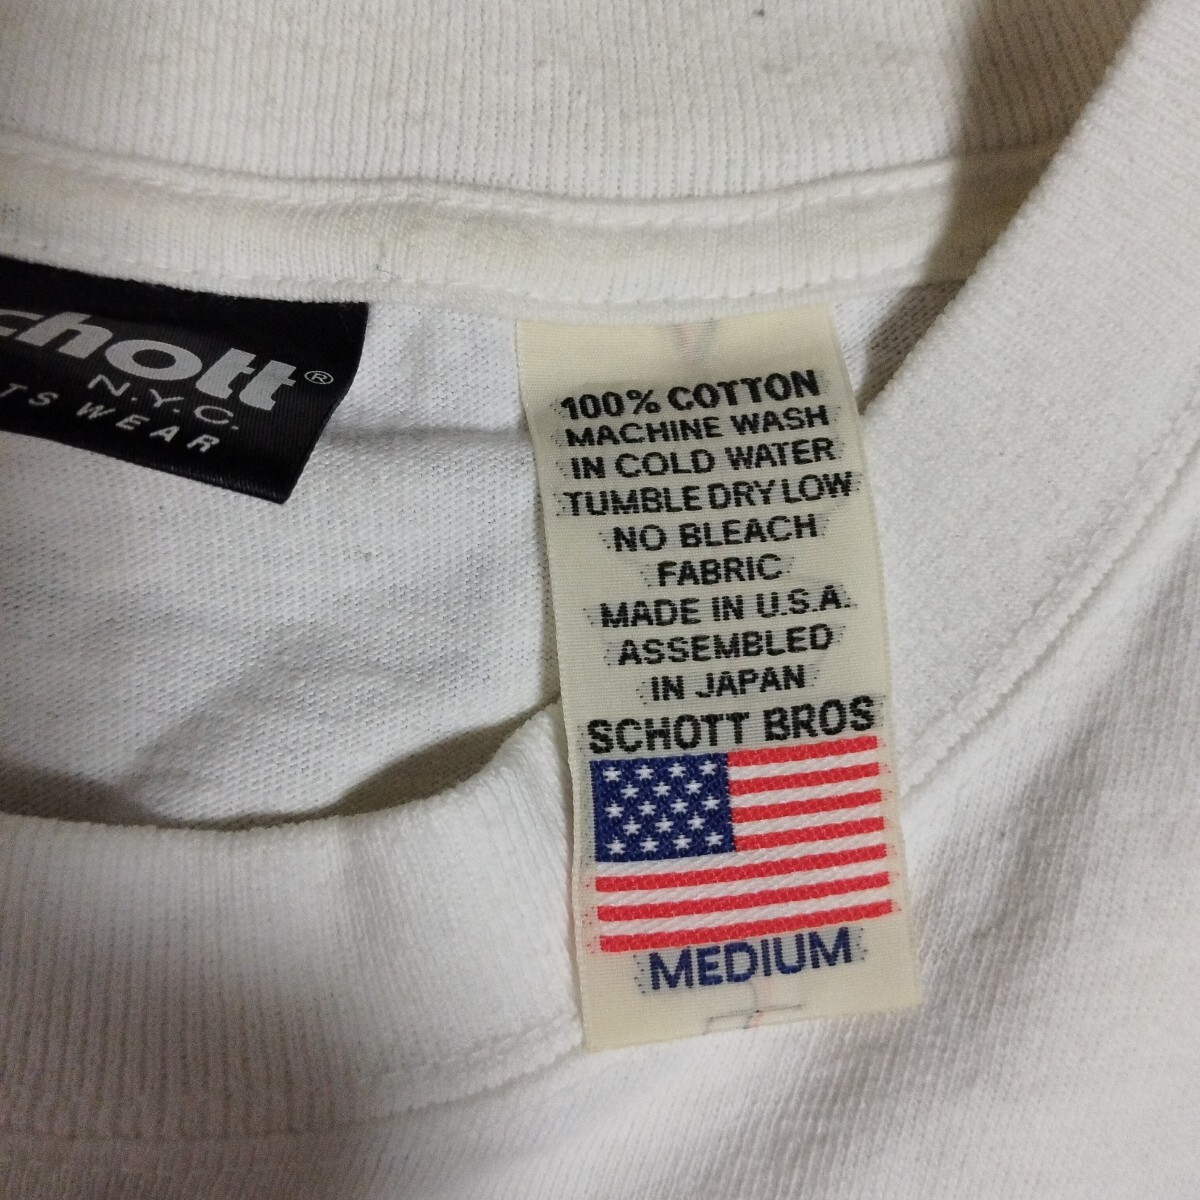 chott®
N.Y.C.
TS WEAR
100% COTTON
MACHINE WASH
IN COLD WATER
TUMBLE DRY LOW
NO BLEACH
FABRIC
MADE IN U.S.A.
ASSEMBLED
IN JAPAN
SCHOTT BROS
MEDIUM